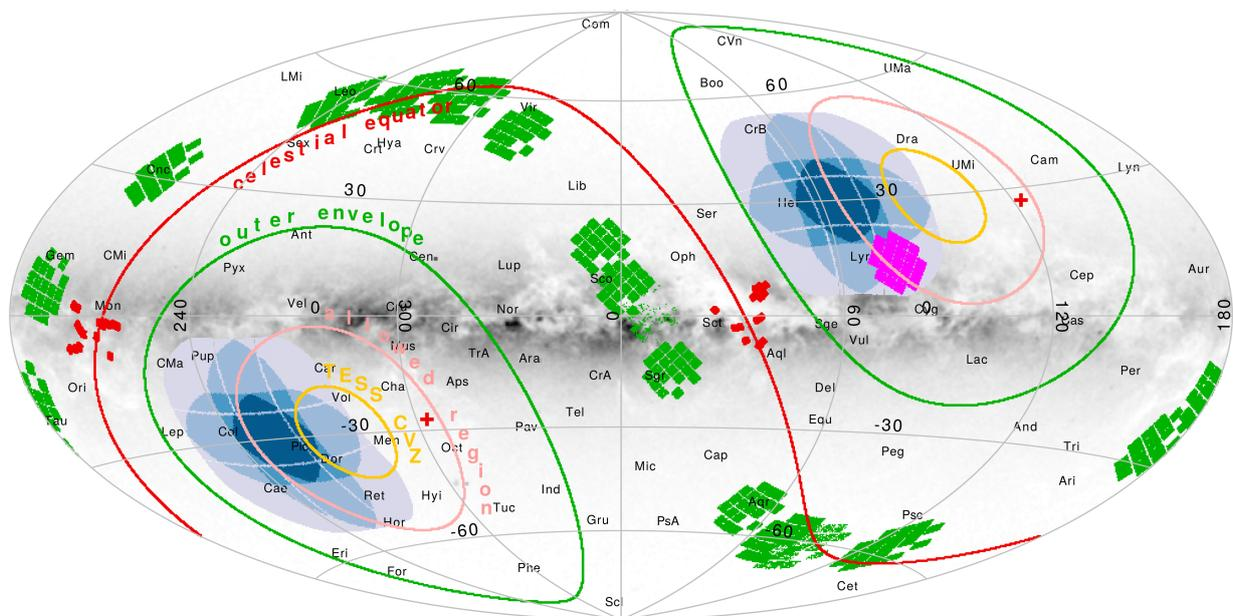 Com
CVn
UMa
LMi
Leo
60
Boo
60
Vir
celestial equator
Sex
Hya
Crt
Crv
CrB
Dra
UMi
Cam
Lyn
Cnc
30
Lib
30
Her
Ser
outer envelope
Ant
Cen
Gem
CMi
Pyx
Lup
Sco
Oph
Lyr
Cep
Aur
Mon
240
Vel
0
300
Nor
0
Sct
Sge
60
Cyg
0
120
Cas
180
Cir
Mus
allowed region
Vul
CMa
Pup
Car
TrA
Ara
Aql
Lac
Per
TESS CVZ
Cha
Aps
CrA
Sgr
Ori
Vol
Del
Tau
Lep
Col
-30
Men
Oct
Pav
Tel
Equ
-30
And
Pic
Dor
Mic
Cap
Peg
Tri
Ari
Cae
Ret
Hyi
Tuc
Ind
Aqr
Hor
-60
Gru
PsA
-60
Psc
Eri
For
Phe
Cet
Scl